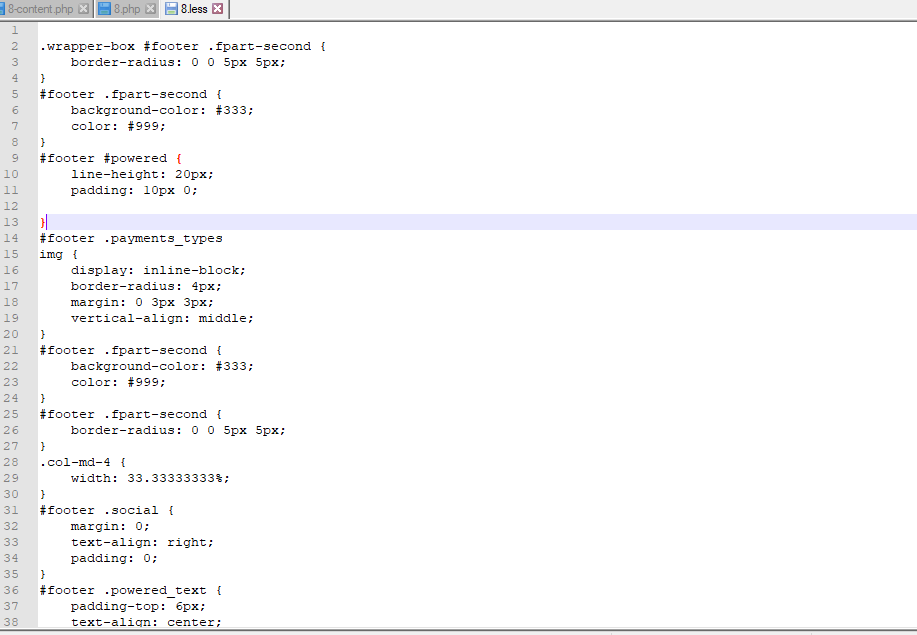 8-content.php 8.php 8.less
1
2 .wrapper-box #footer .fpart-second {
3     border-radius: 0 0 5px 5px;
4 }
5 #footer .fpart-second {
6     background-color: #333;
7     color: #999;
8 }
9 #footer #powered {
10     line-height: 20px;
11     padding: 10px 0;
12
13 }
14 #footer .payments_types
15 img {
16     display: inline-block;
17     border-radius: 4px;
18     margin: 0 3px 3px;
19     vertical-align: middle;
20 }
21 #footer .fpart-second {
22     background-color: #333;
23     color: #999;
24 }
25 #footer .fpart-second {
26     border-radius: 0 0 5px 5px;
27 }
28 .col-md-4 {
29     width: 33.33333333%;
30 }
31 #footer .social {
32     margin: 0;
33     text-align: right;
34     padding: 0;
35 }
36 #footer .powered_text {
37     padding-top: 6px;
38     text-align: center;